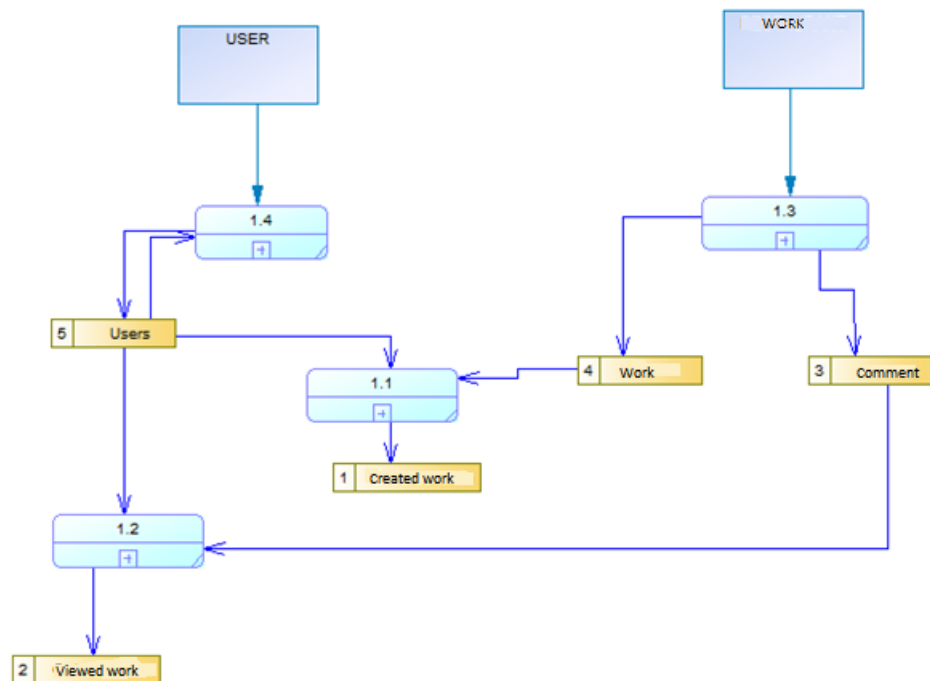 USER
WORK
1.4
1.3
5 Users
1.1
4 Work
3 Comment
1 Created work
1.2
2 Viewed work